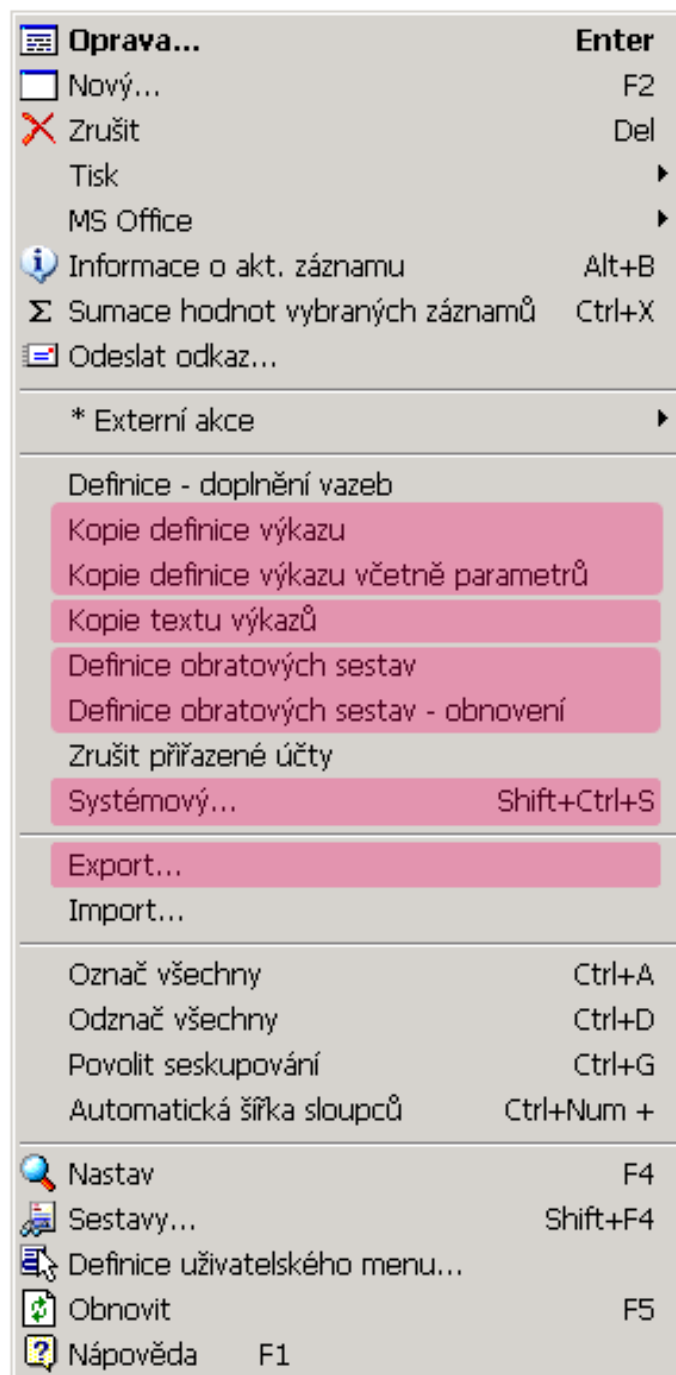 Oprava... Enter
Nový... F2
Zrušit Del
Tisk
MS Office
Informace o akt. záznamu Alt+B
Σ Sumace hodnot vybraných záznamů Ctrl+X
Odeslat odkaz...
* Externí akce
Definice - doplnění vazeb
Kopie definice výkazu
Kopie definice výkazu včetně parametrů
Kopie textu výkazů
Definice obratových sestav
Definice obratových sestav - obnovení
Zrušit přiřazené účty
Systémový... Shift+Ctrl+S
Export...
Import...
Označ všechny Ctrl+A
Odznač všechny Ctrl+D
Povolit seskupování Ctrl+G
Automatická šířka sloupců Ctrl+Num +
Nastav F4
Sestavy... Shift+F4
Definice uživatelského menu...
Obnovit F5
Nápověda F1